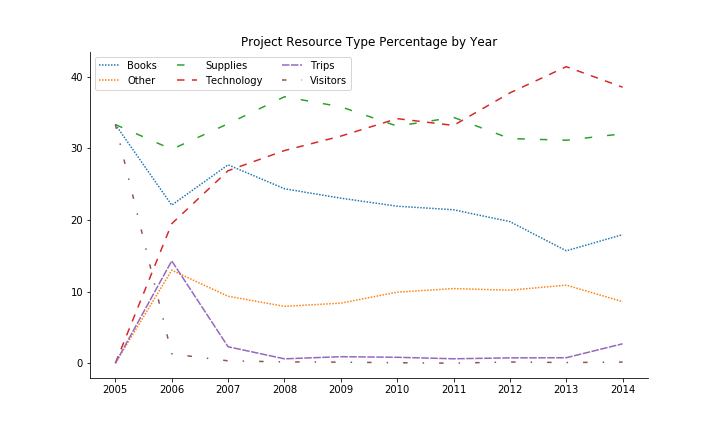 Project Resource Type Percentage by Year
Books Supplies Trips
Other Technology Visitors
40
30
20
10
0
2005 2006 2007 2008 2009 2010 2011 2012 2013 2014